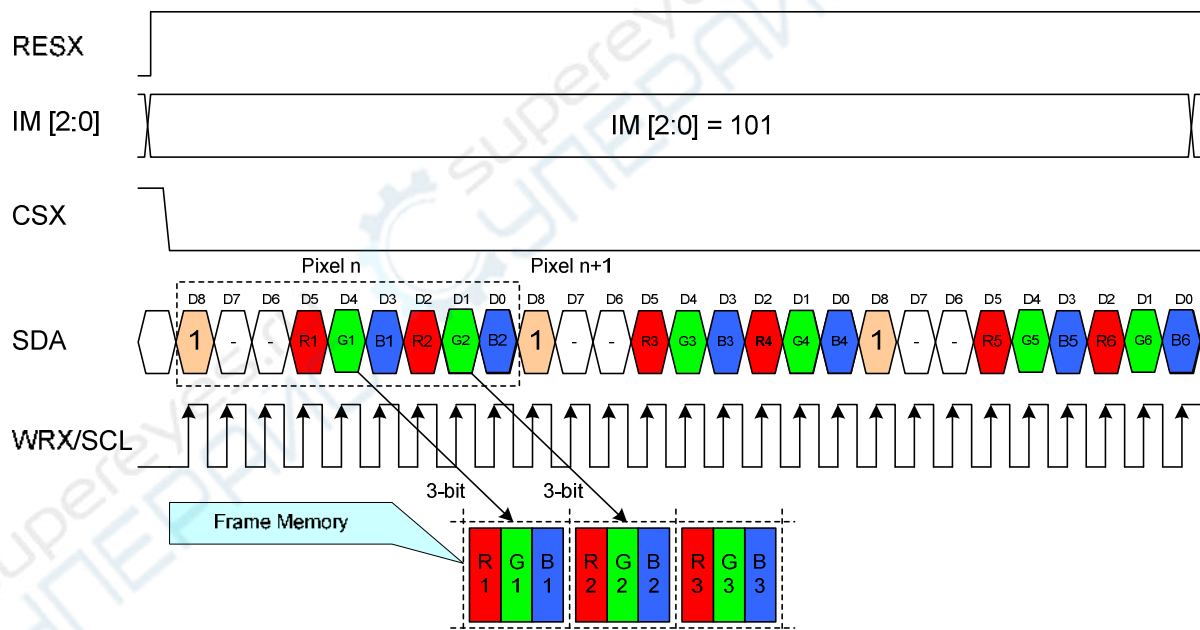 RESX
IM [2:0]
IM [2:0] = 101
CSX
Pixel n
Pixel n+1
D8 D7 D6 D5 D4 D3 D2 D1 D0 D8 D7 D6 D5 D4 D3 D2 D1 D0 D8 D7 D6 D5 D4 D3 D2 D1 D0
SDA
1 - - R1 G1 B1 R2 G2 B2 1 - - R3 G3 B3 R4 G4 B4 1 - - R5 G5 B5 R6 G6 B6
WRX/SCL
3-bit
3-bit
Frame Memory
R G B R G B R G B
1 1 1 2 2 2 3 3 3
supereyes
СУПЕРАЙС
supereyes